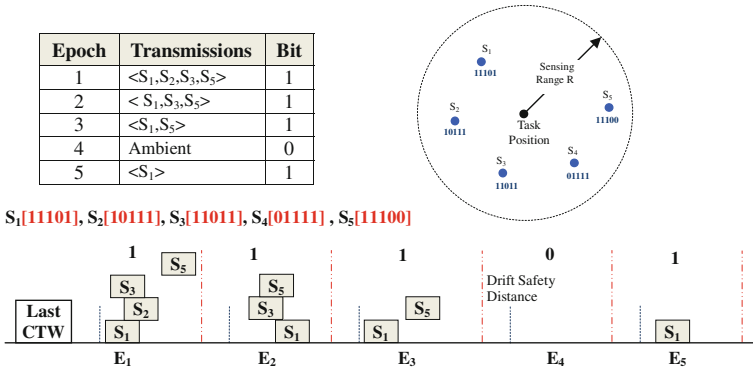 Epoch Transmissions Bit
1 <S₁,S₂,S₃,S₅> 1
2 < S₁,S₃,S₅> 1
3 <S₁,S₅> 1
4 Ambient 0
5 <S₁> 1
S₁
11101
Sensing
Range R
S₂
10111
Task
Position
S₅
11100
S₃
11011
S₄
01111
S₁[11101], S₂[10111], S₃[11011], S₄[01111] , S₅[11100]
1 1 1 0 1
S₅
S₃ S₅ Drift Safety
Distance
Last
CTW
S₂ S₃ S₅
S₁ S₁ S₁ S₁
E₁ E₂ E₃ E₄ E₅